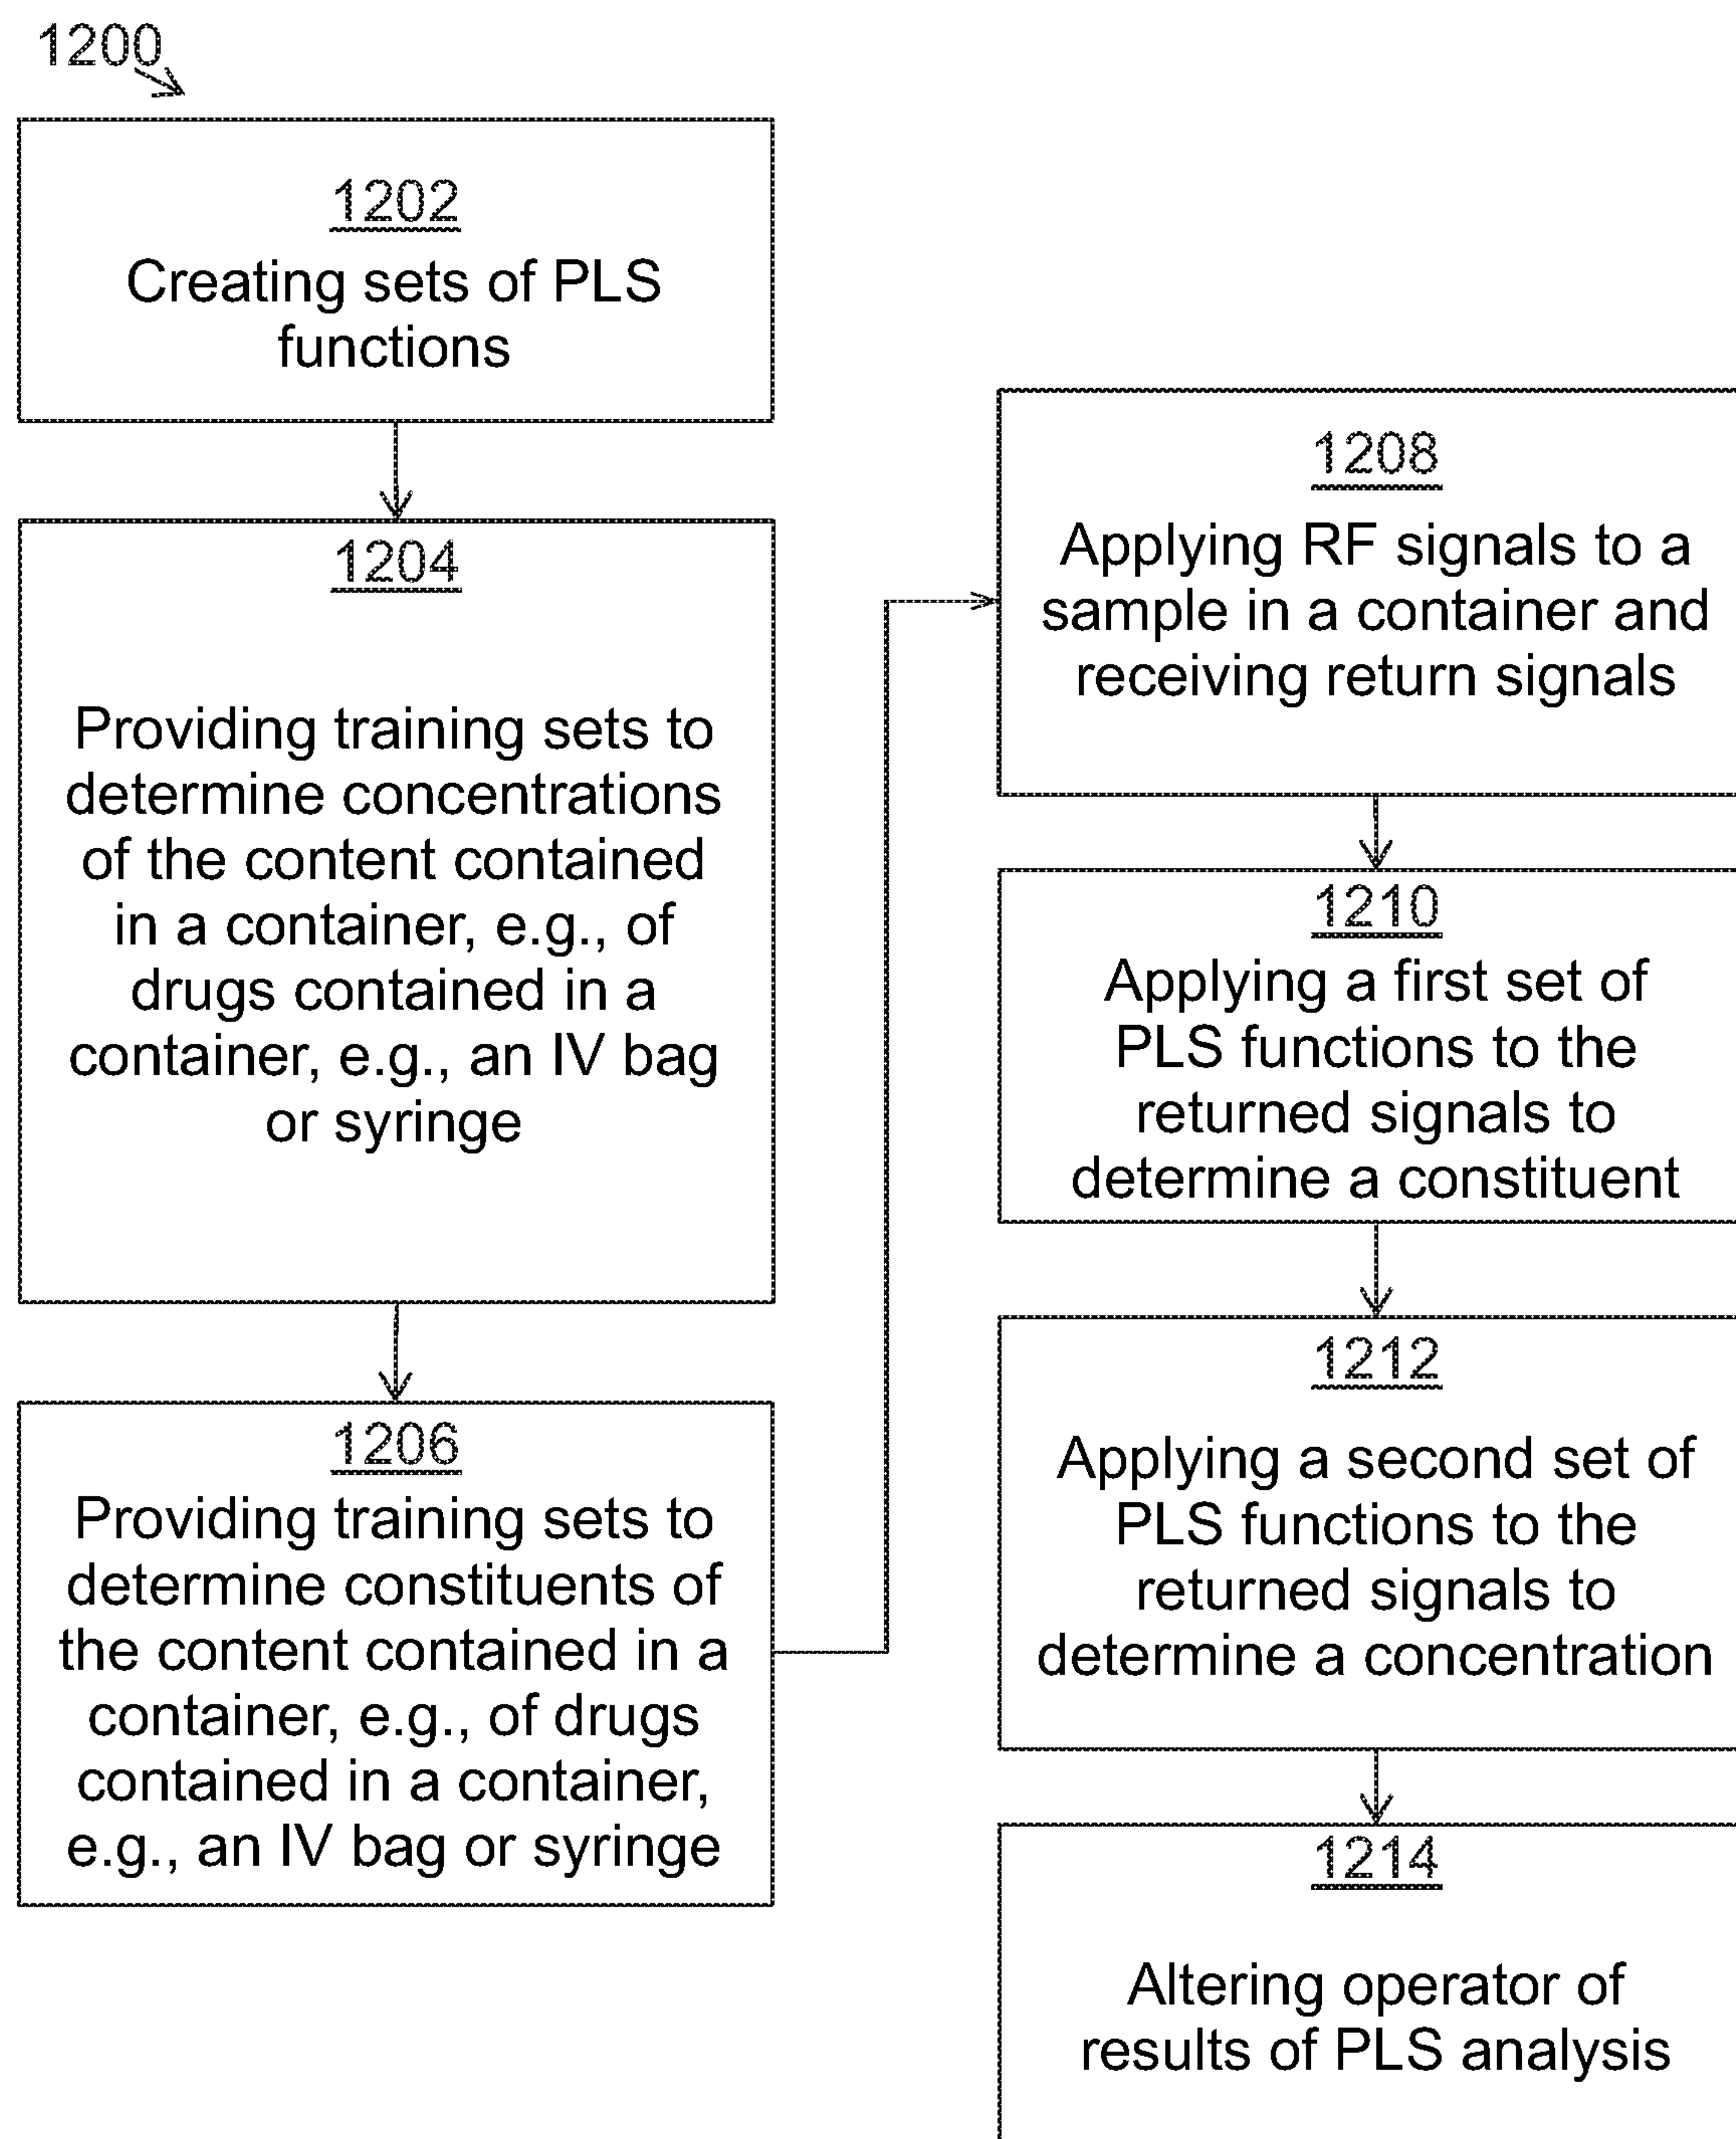 1200
1202
Creating sets of PLS
functions
1204
Providing training sets to
determine concentrations
of the content contained
in a container, e.g., of
drugs contained in a
container, e.g., an IV bag
or syringe
1206
Providing training sets to
determine constituents of
the content contained in a
container, e.g., of drugs
contained in a container,
e.g., an IV bag or syringe
1208
Applying RF signals to a
sample in a container and
receiving return signals
1210
Applying a first set of
PLS functions to the
returned signals to
determine a constituent
1212
Applying a second set of
PLS functions to the
returned signals to
determine a concentration
1214
Altering operator of
results of PLS analysis